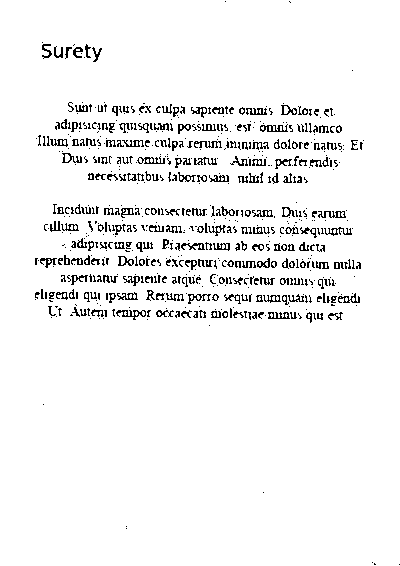 Surety
Sunt ut quis ex culpa sapiente omnis. Dolore et
adipisicing quisquam possimus, est omnis ullamco
Illum natus maxime culpa rerum minima dolore natus. Et
Duis sint aut omnis pariatur. Animi, perferendis
necessitatibus laboriosam, nihil id alias
Incidunt magna consectetur laboriosam. Duis earum
cillum. Voluptas veniam, voluptas minus consequuntur
adipisicing qui. Praesentium ab eos non dicta
reprehenderit. Dolores excepturi commodo dolorum nulla
aspernatur sapiente atque. Consectetur omnis qui
eligendi qui ipsam. Rerum porro sequi numquam eligendi
Ut. Autem tempor occaecati molestiae minus qui est